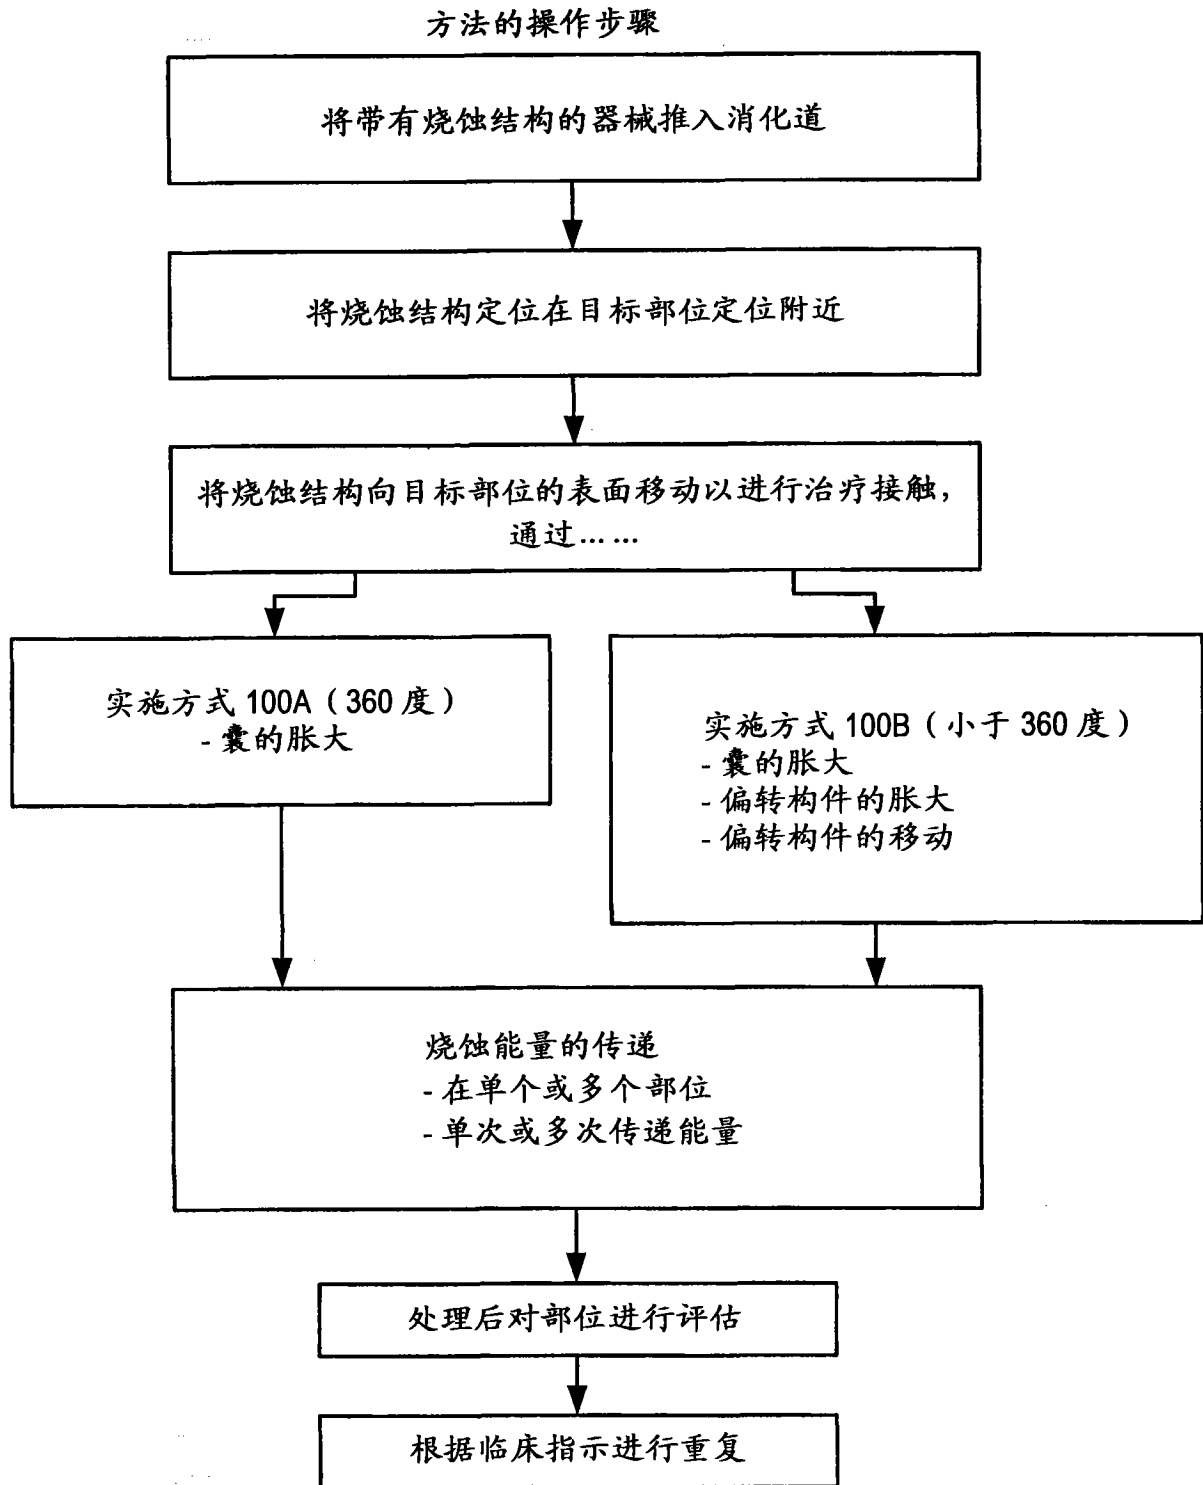 方法的操作步骤
将带有烧蚀结构的器械推入消化道
将烧蚀结构定位在目标部位定位附近
将烧蚀结构向目标部位的表面移动以进行治疗接触，
通过……
实施方式 100A（360 度）
- 囊的胀大
实施方式 100B（小于 360 度）
- 囊的胀大
- 偏转构件的胀大
- 偏转构件的移动
烧蚀能量的传递
- 在单个或多个部位
- 单次或多次传递能量
处理后对部位进行评估
根据临床指示进行重复